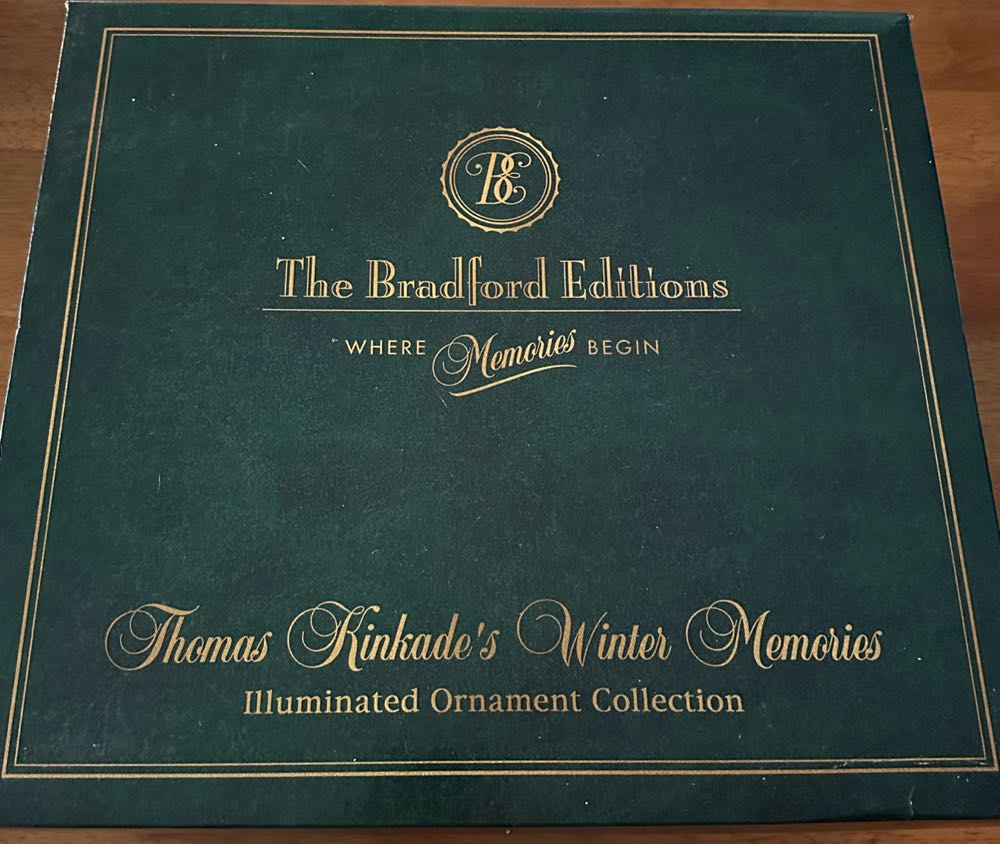 BE
The Bradford Editions
WHERE Memories BEGIN
Thomas Kinkade's Winter Memories
Illuminated Ornament Collection